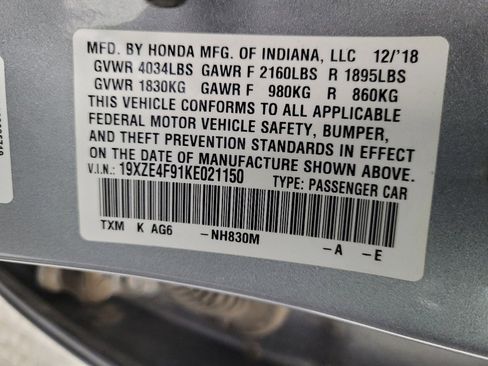 MFD. BY HONDA MFG. OF INDIANA, LLC 12/'18
GVWR 4034LBS GAWR F 2160LBS R 1895LBS
GVWR 1830KG GAWR F 980KG R 860KG
THIS VEHICLE CONFORMS TO ALL APPLICABLE
FEDERAL MOTOR VEHICLE SAFETY, BUMPER,
AND THEFT PREVENTION STANDARDS IN EFFECT
ON THE DATE OF MANUFACTURE SHOWN ABOVE.
V.I.N.: 19XZE4F91KE021150 TYPE: PASSENGER CAR
TXM K AG6 -NH830M -A -E